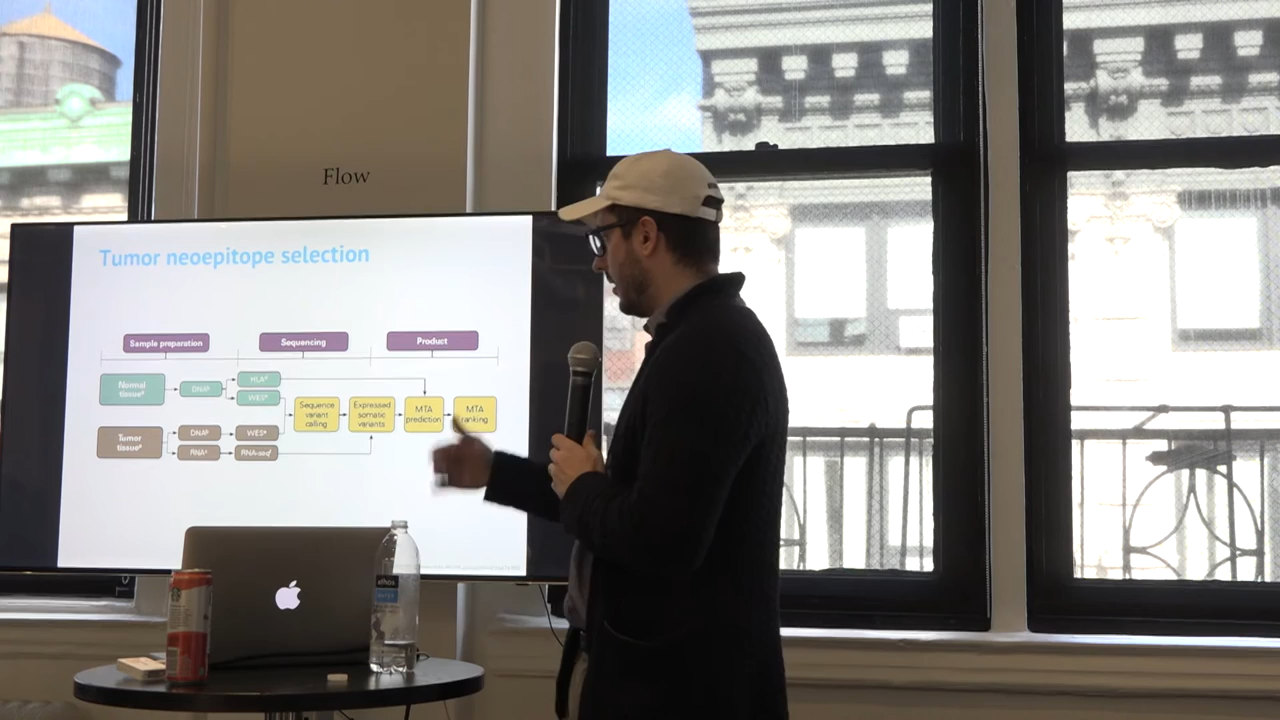 Flow
Tumor neoepitope selection
Sample preparation
Sequencing
Product
Normal
tissue
DNA
HLA
WES
Tumor
tissue
DNA
WES
RNA
RNA-seq
Sequence
variant
calling
Expressed
somatic
variants
MTA
prediction
MTA
ranking
ethos